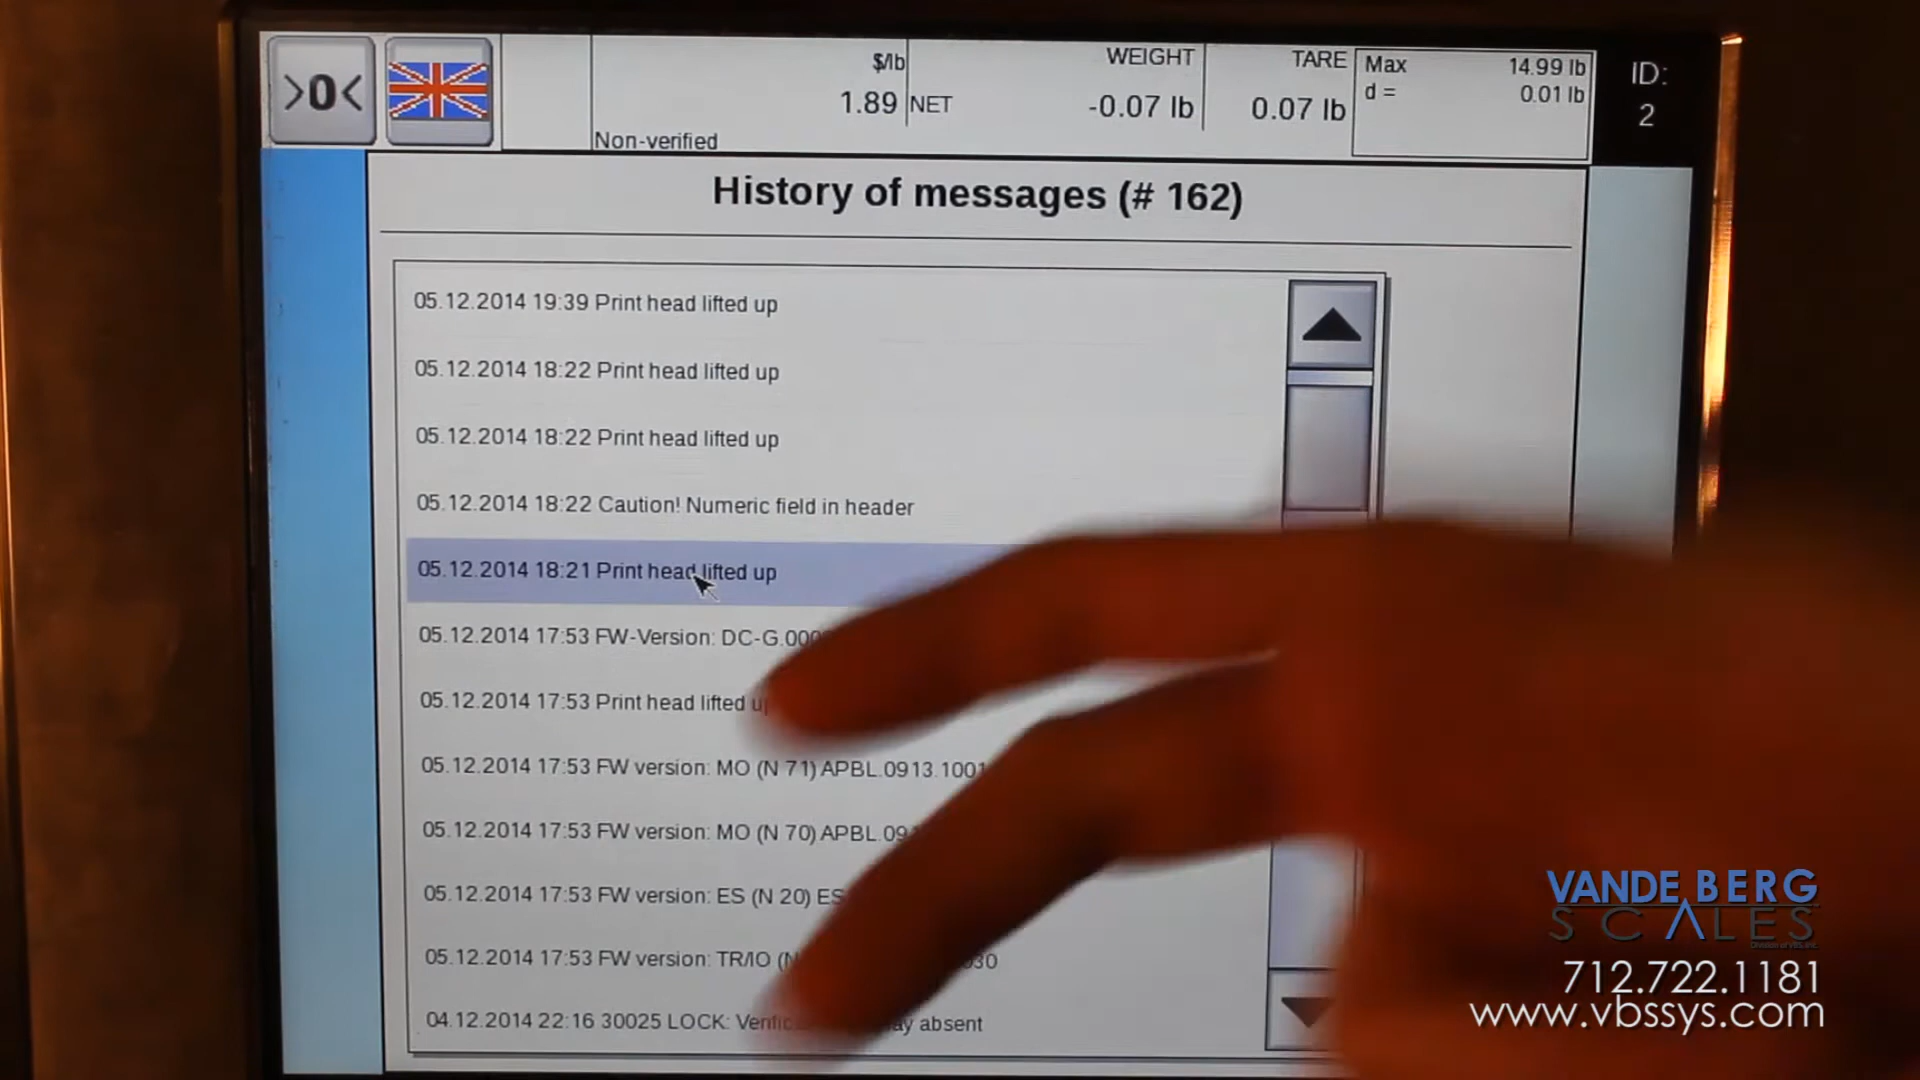 >0<
$/lb
1.89
Non-verified
NET
WEIGHT
-0.07 lb
TARE
0.07 lb
Max 14.99 lb
d = 0.01 lb
ID:
2
History of messages (# 162)
05.12.2014 19:39 Print head lifted up
05.12.2014 18:22 Print head lifted up
05.12.2014 18:22 Print head lifted up
05.12.2014 18:22 Caution! Numeric field in header
05.12.2014 18:21 Print head lifted up
05.12.2014 17:53 FW-Version:
05.12.2014 17:53 Print head lifted
05.12.2014 17:53 FW version: MO (N 71) APBL.0913.1001
05.12.2014 17:53 FW version: MO (N 70)
05.12.2014 17:53 FW version: ES (N 20)
05.12.2014 17:53 FW version: TR/IO
04.12.2014 22:16 30025 LOCK: absent
VANDE BERG
SCALES
712.722.1181
www.vbssys.com